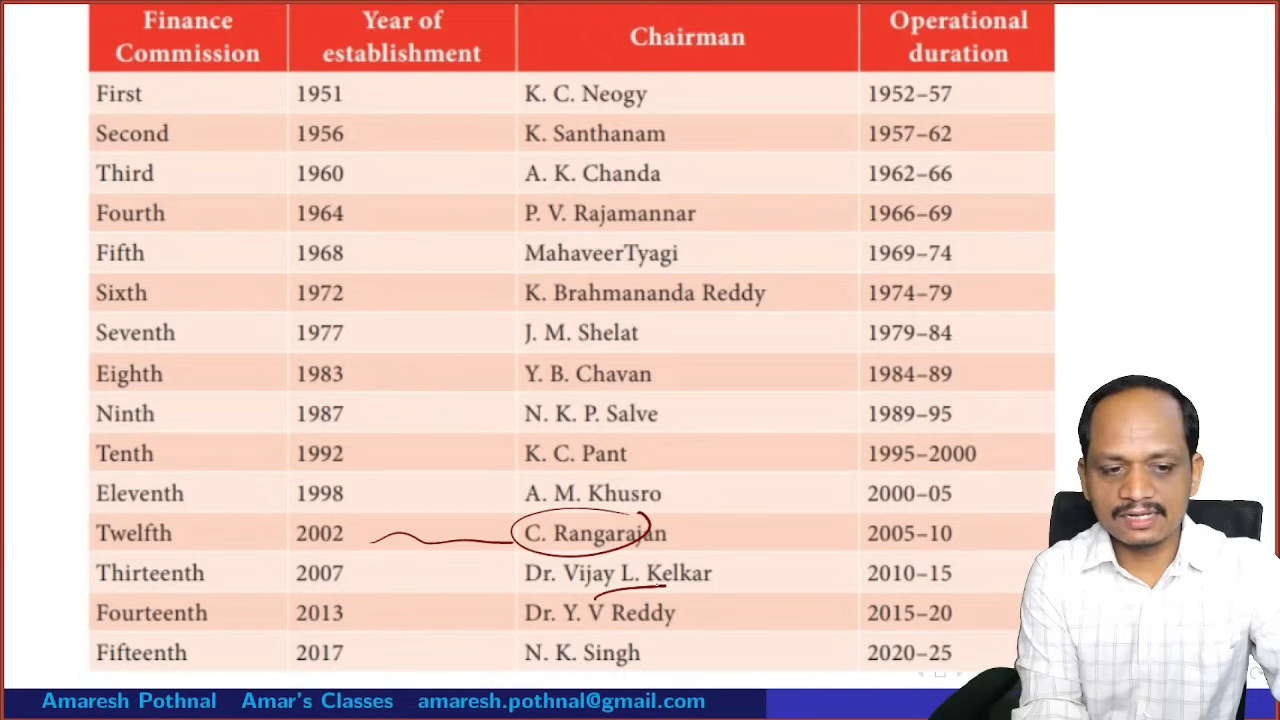 Finance Commission Year of establishment Chairman Operational duration
First 1951 K. C. Neogy 1952–57
Second 1956 K. Santhanam 1957–62
Third 1960 A. K. Chanda 1962–66
Fourth 1964 P. V. Rajamannar 1966–69
Fifth 1968 MahaveerTyagi 1969–74
Sixth 1972 K. Brahmananda Reddy 1974–79
Seventh 1977 J. M. Shelat 1979–84
Eighth 1983 Y. B. Chavan 1984–89
Ninth 1987 N. K. P. Salve 1989–95
Tenth 1992 K. C. Pant 1995–2000
Eleventh 1998 A. M. Khusro 2000–05
Twelfth 2002 C. Rangarajan 2005–10
Thirteenth 2007 Dr. Vijay L. Kelkar 2010–15
Fourteenth 2013 Dr. Y. V Reddy 2015–20
Fifteenth 2017 N. K. Singh 2020–25
Amaresh Pothnal Amar's Classes amaresh.pothnal@gmail.com